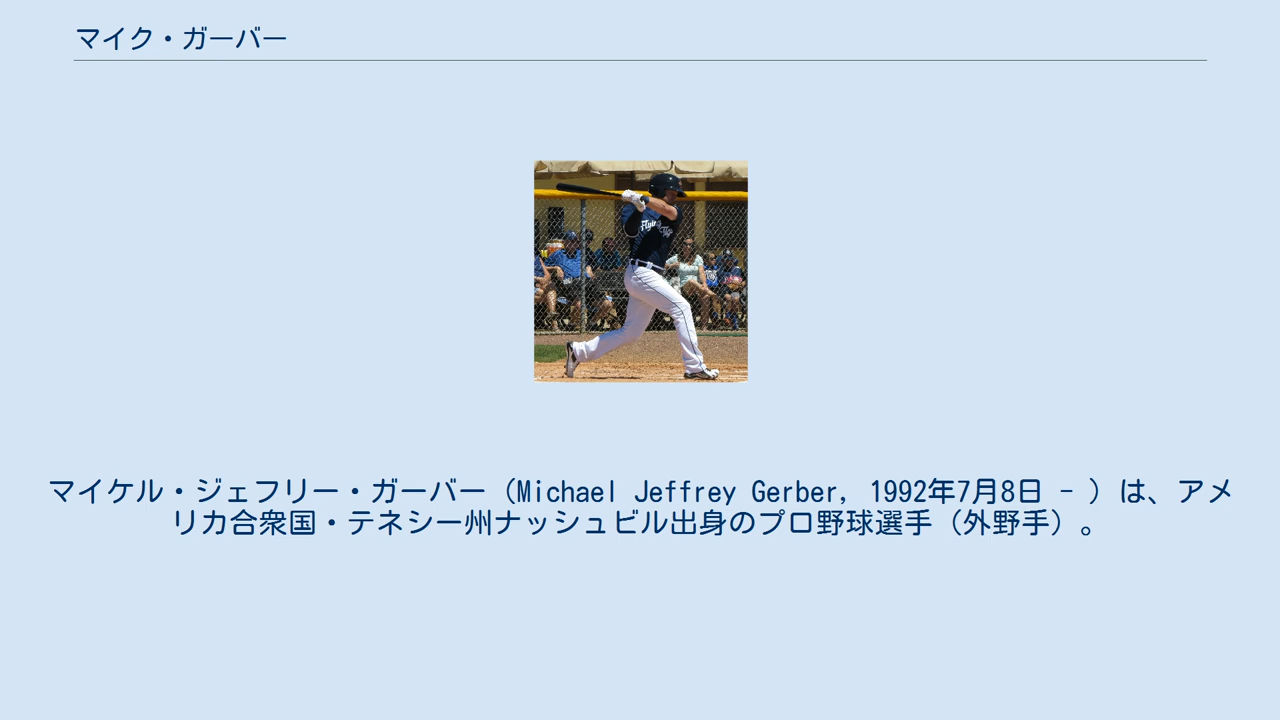 マイク・ガーバー
マイケル・ジェフリー・ガーバー（Michael Jeffrey Gerber, 1992年7月8日 - ）は、アメ
リカ合衆国・テネシー州ナッシュビル出身のプロ野球選手（外野手）。